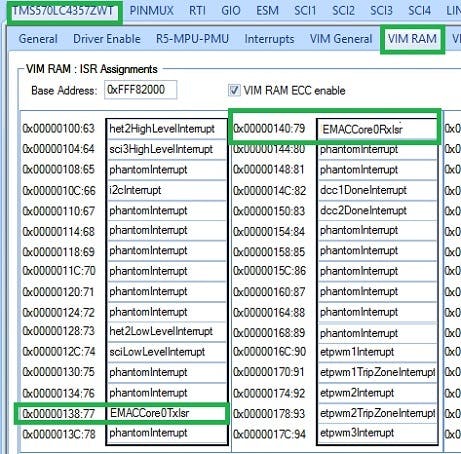 TMS570LC4357ZWT PINMUX RTI GIO ESM SCI1 SCI2 SCI3 SCI4 LIN
General Driver Enable R5-MPU-PMU Interrupts VIM General VIM RAM VI
VIM RAM : ISR Assignments
Base Address: 0xFFF82000 VIM RAM ECC enable
0x00000100:63 het2HighLevelInterrupt 0x00000140:79 EMACCore0RxIsr
0x00000104:64 sci3HighLevelInterrupt 0x00000144:80 phantomInterrupt
0x00000108:65 phantomInterrupt 0x00000148:81 phantomInterrupt
0x0000010C:66 i2cInterrupt 0x0000014C:82 dcc1DoneInterrupt
0x00000110:67 phantomInterrupt 0x00000150:83 dcc2DoneInterrupt
0x00000114:68 phantomInterrupt 0x00000154:84 phantomInterrupt
0x00000118:69 phantomInterrupt 0x00000158:85 phantomInterrupt
0x0000011C:70 phantomInterrupt 0x0000015C:86 phantomInterrupt
0x00000120:71 phantomInterrupt 0x00000160:87 phantomInterrupt
0x00000124:72 phantomInterrupt 0x00000164:88 phantomInterrupt
0x00000128:73 het2LowLevelInterrupt 0x00000168:89 phantomInterrupt
0x0000012C:74 sciLowLevelInterrupt 0x0000016C:90 etpwm1Interrupt
0x00000130:75 phantomInterrupt 0x00000170:91 etpwm1TripZoneInterrupt
0x00000134:76 phantomInterrupt 0x00000174:92 etpwm2Interrupt
0x00000138:77 EMACCore0TxIsr 0x00000178:93 etpwm2TripZoneInterrupt
0x0000013C:78 phantomInterrupt 0x0000017C:94 etpwm3Interrupt